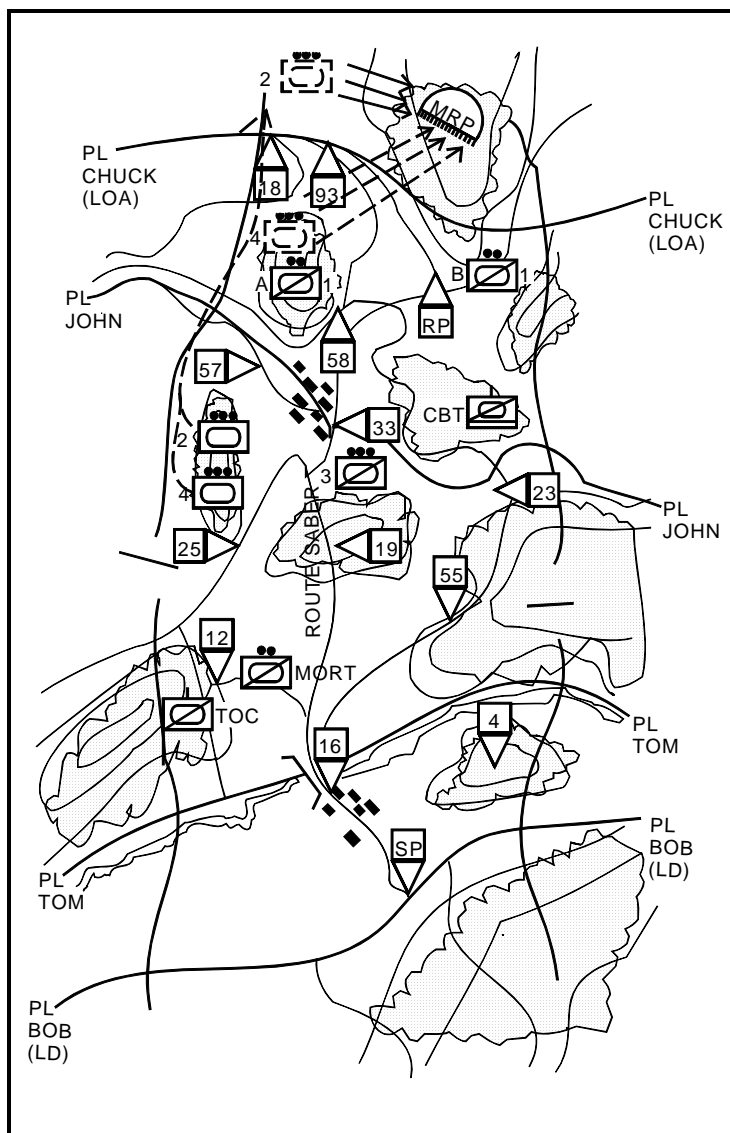 2
MRP
PL
CHUCK
(LOA)
18
93
PL
CHUCK
(LOA)
4
A
1
B
1
PL
JOHN
RP
58
57
CBT
33
2
3
4
23
PL
JOHN
25
ROUTE SABER
19
55
12
MORT
TOC
4
PL
TOM
16
PL
BOB
(LD)
SP
PL
TOM
PL
BOB
(LD)